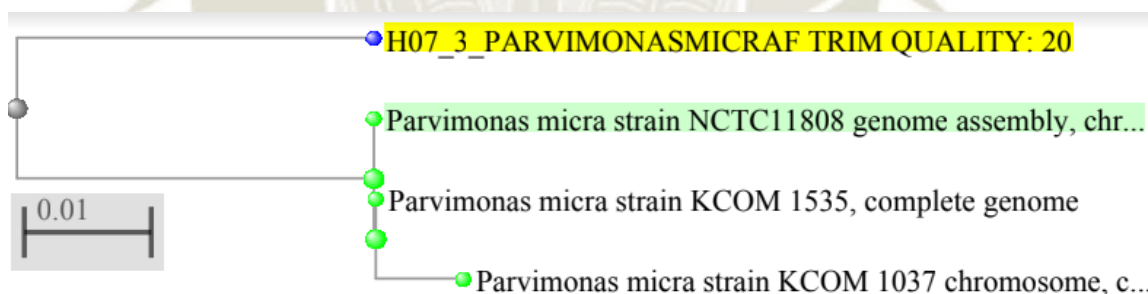 H07_3_PARVIMONASMICRAF TRIM QUALITY: 20
Parvimonas micra strain NCTC11808 genome assembly, chr...
0.01
Parvimonas micra strain KCOM 1535, complete genome
Parvimonas micra strain KCOM 1037 chromosome, c...